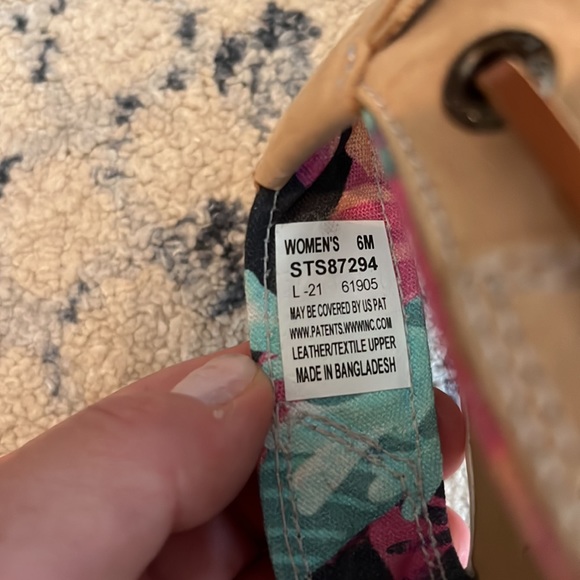 WOMEN'S 6M
STS87294
L-21 61905
MAY BE COVERED BY US PAT
WWW.PATENTS.WWWINC.COM
LEATHER/TEXTILE UPPER
MADE IN BANGLADESH